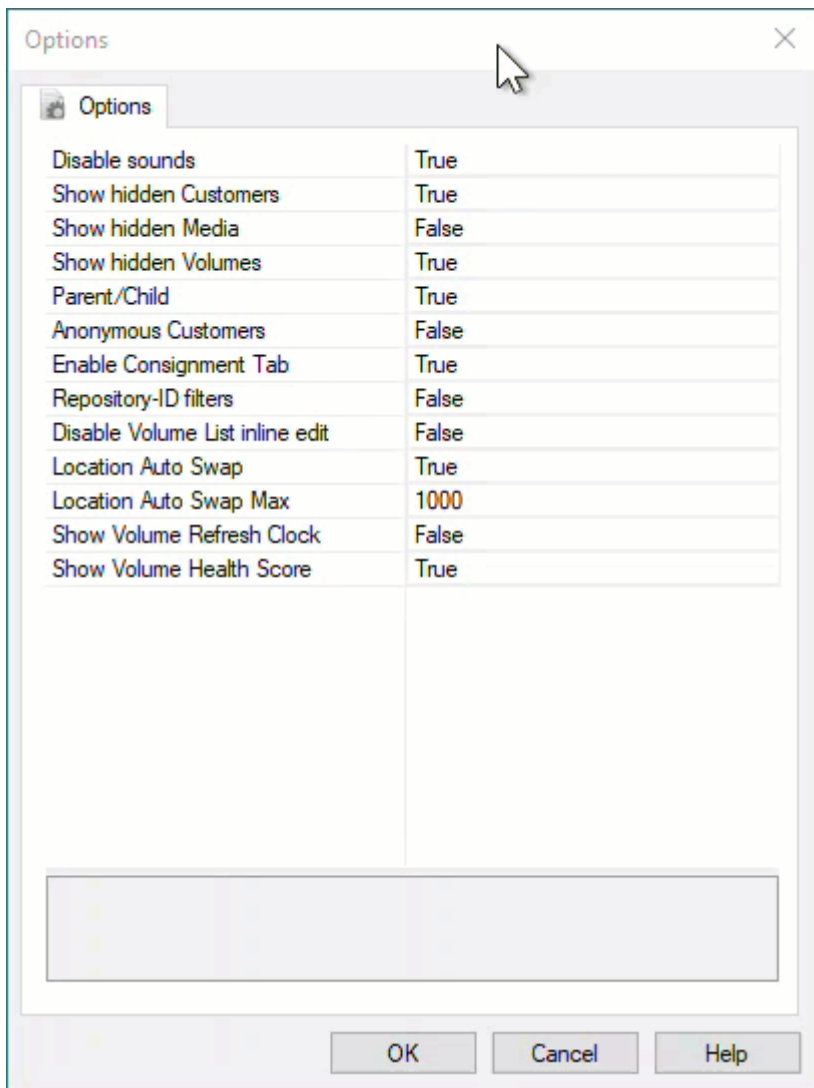 Options
Options
Disable sounds True
Show hidden Customers True
Show hidden Media False
Show hidden Volumes True
Parent/Child True
Anonymous Customers False
Enable Consignment Tab True
Repository-ID filters False
Disable Volume List inline edit False
Location Auto Swap True
Location Auto Swap Max 1000
Show Volume Refresh Clock False
Show Volume Health Score True
OK Cancel Help